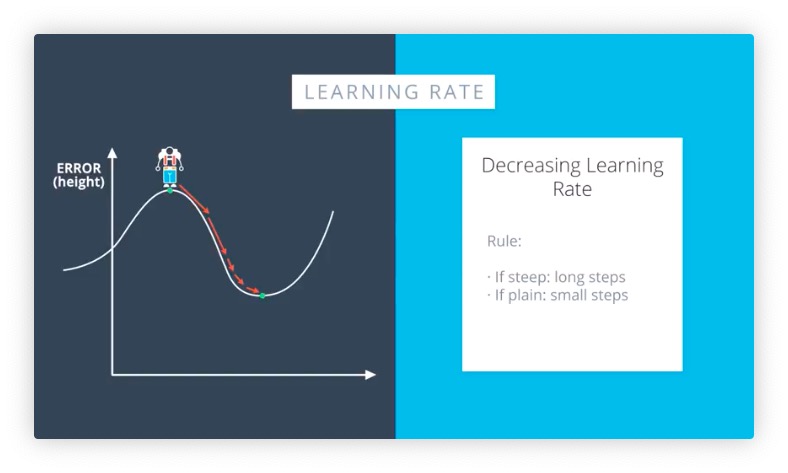 LEARNING RATE
ERROR
(height)
Decreasing Learning
Rate
Rule:
· If steep: long steps
· If plain: small steps